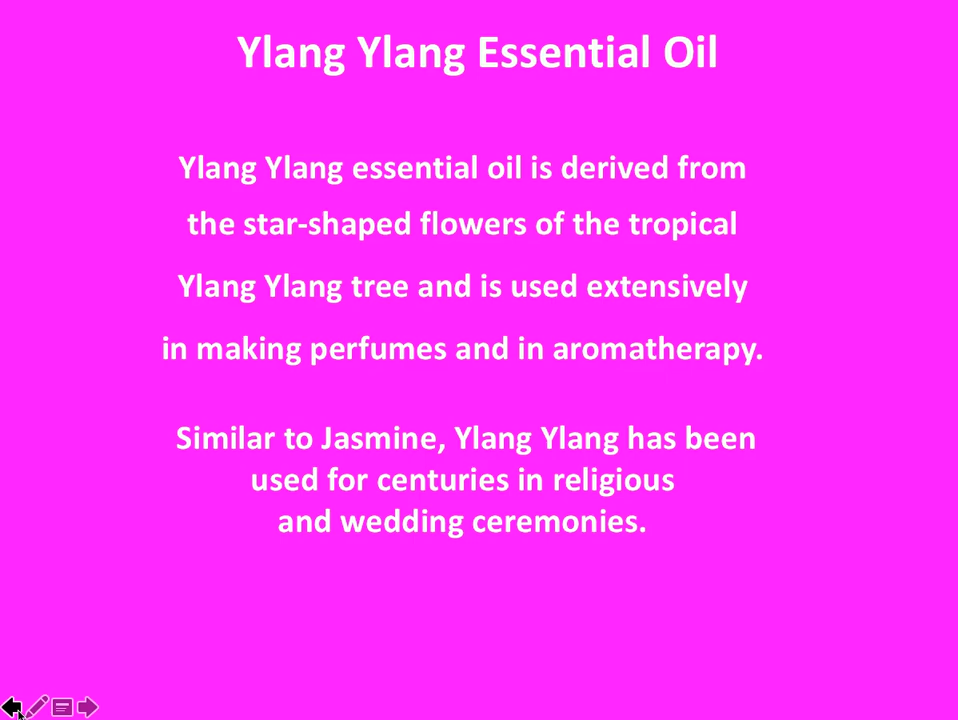 Ylang Ylang Essential Oil
Ylang Ylang essential oil is derived from
the star-shaped flowers of the tropical
Ylang Ylang tree and is used extensively
in making perfumes and in aromatherapy.
Similar to Jasmine, Ylang Ylang has been
used for centuries in religious
and wedding ceremonies.